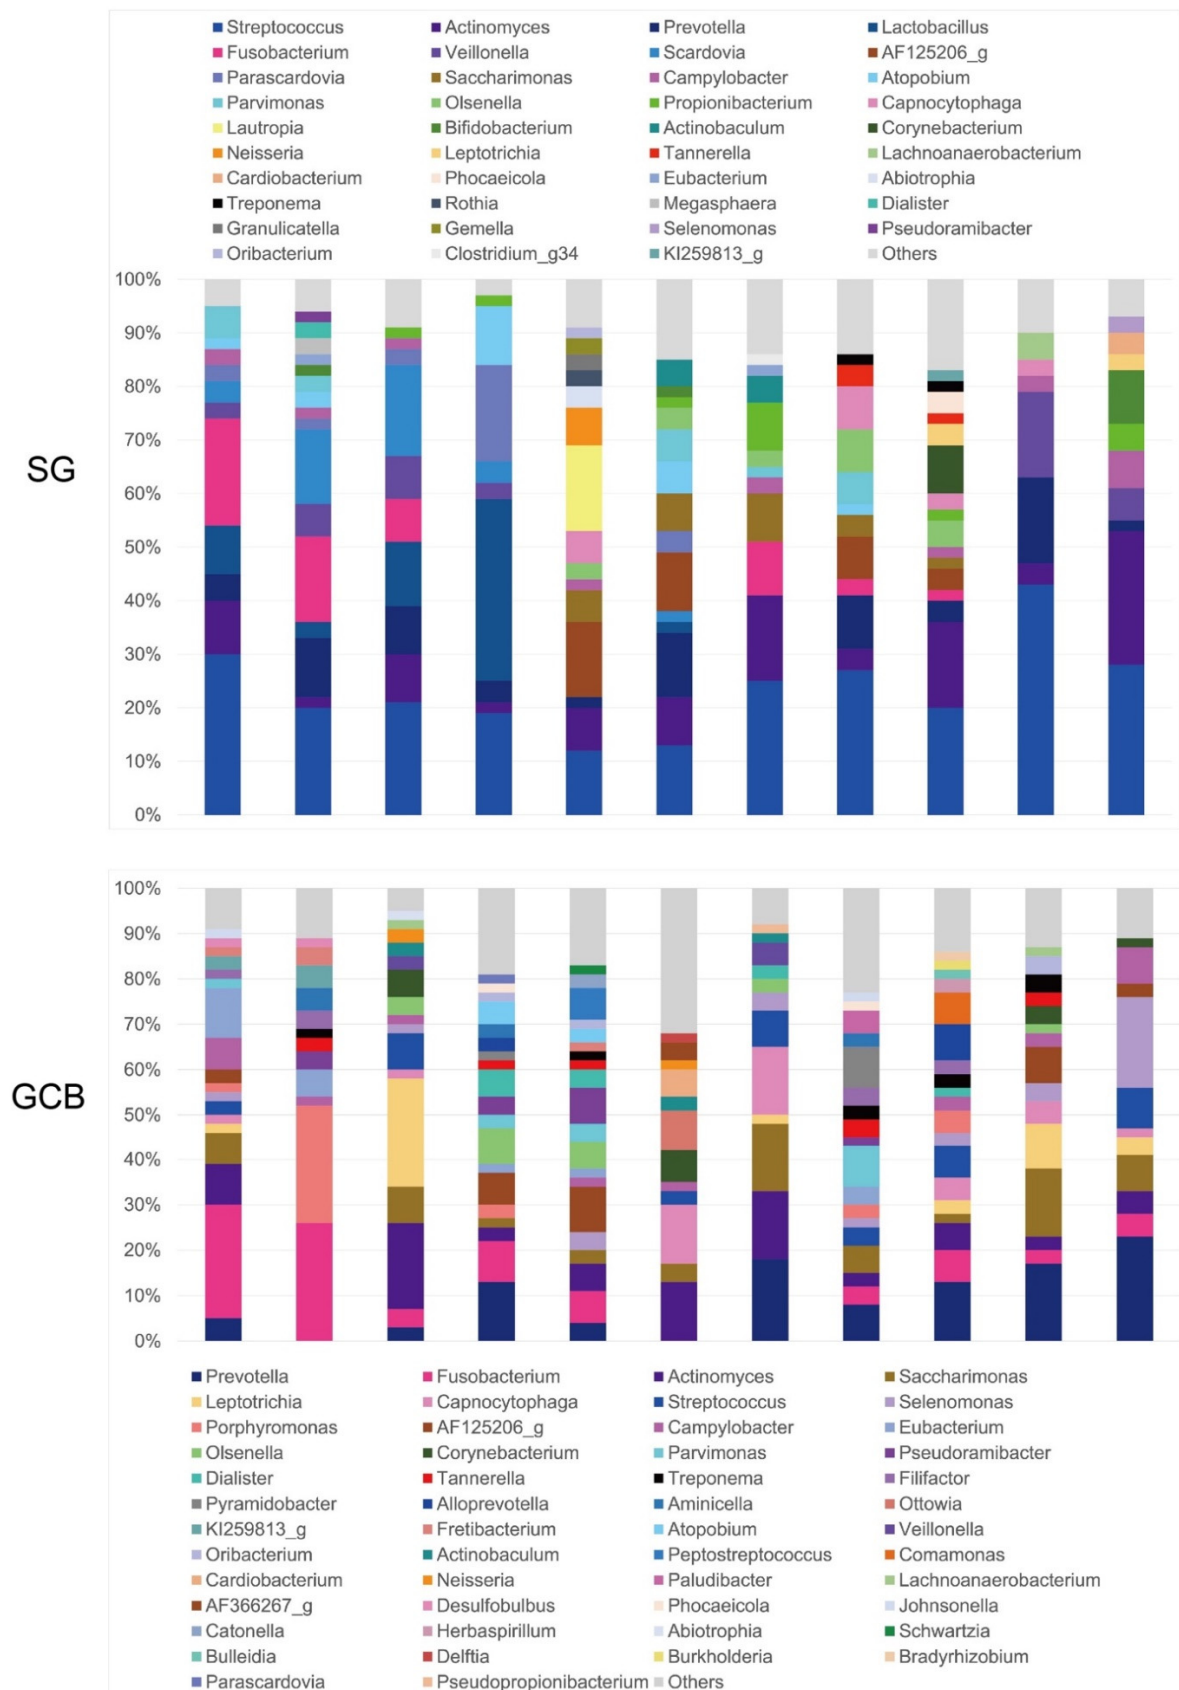 Streptococcus Actinomyces Prevotella Lactobacillus
Fusobacterium Veillonella Scardovia AF125206_g
Parascardovia Saccharimonas Campylobacter Atopobium
Parvimonas Olsenella Propionibacterium Capnocytophaga
Lautropia Bifidobacterium Actinobaculum Corynebacterium
Neisseria Leptotrichia Tannerella Lachnoanaerobacterium
Cardiobacterium Phocaeicola Eubacterium Abiotrophia
Treponema Rothia Megasphaera Dialister
Granulicatella Gemella Selenomonas Pseudoramibacter
Oribacterium Clostridium_g34 KI259813_g Others
100%
90%
80%
70%
SG
60%
50%
40%
30%
20%
10%
0%
100%
90%
80%
70%
60%
GCB
50%
40%
30%
20%
10%
0%
Prevotella Fusobacterium Actinomyces Saccharimonas
Leptotrichia Capnocytophaga Streptococcus Selenomonas
Porphyromonas AF125206_g Campylobacter Eubacterium
Olsenella Corynebacterium Parvimonas Pseudoramibacter
Dialister Tannerella Treponema Filifactor
Pyramidobacter Alloprevotella Aminicella Ottowia
KI259813_g Fretibacterium Atopobium Veillonella
Oribacterium Actinobaculum Peptostreptococcus Comamonas
Cardiobacterium Neisseria Paludibacter Lachnoanaerobacterium
AF366267_g Desulfobulbus Phocaeicola Johnsonella
Catonella Herbaspirillum Abiotrophia Schwartzia
Bulleidia Delftia Burkholderia Bradyrhizobium
Parascardovia Pseudopropionibacterium Others